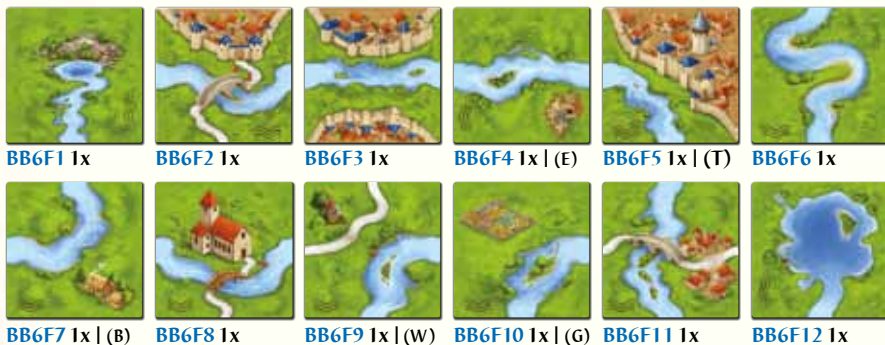 BB6F1 1x BB6F2 1x BB6F3 1x BB6F4 1x | (E) BB6F5 1x | (T) BB6F6 1x
BB6F7 1x | (B) BB6F8 1x BB6F9 1x | (W) BB6F10 1x | (G) BB6F11 1x BB6F12 1x